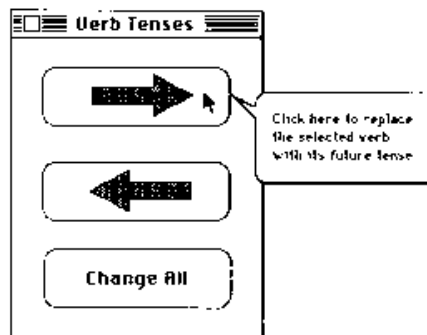 Verb Tenses
Click here to replace
the selected verb
with its future tense
Change All